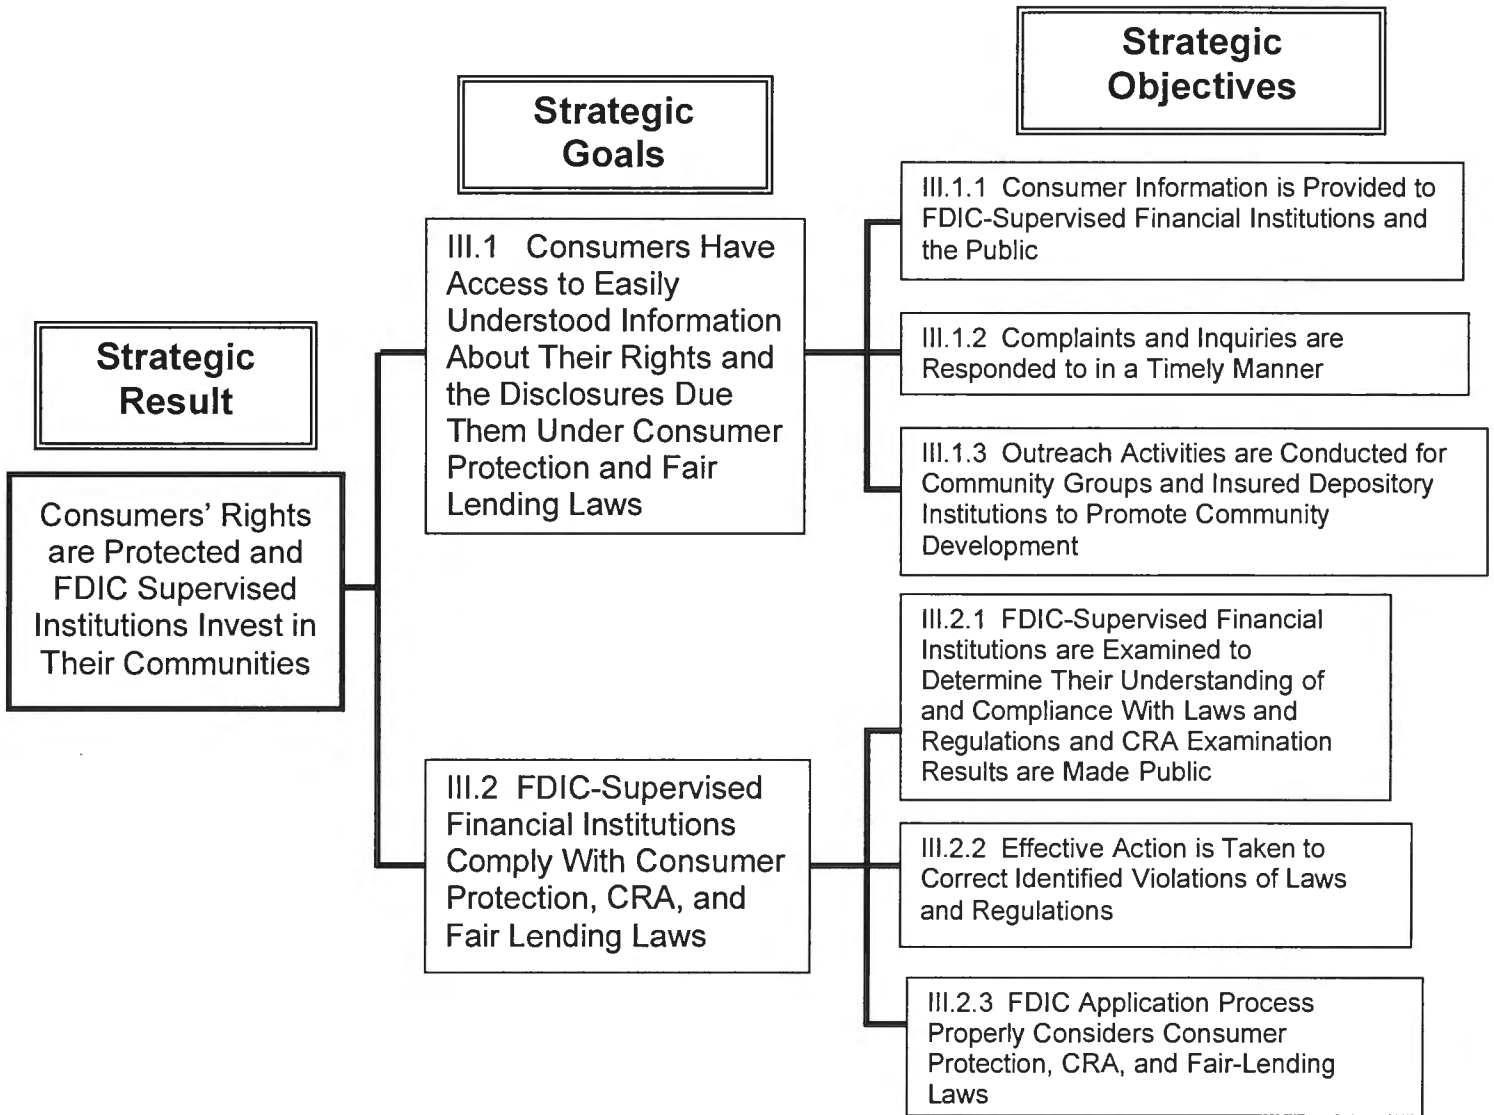 Strategic
Result
Consumers’ Rights
are Protected and
FDIC Supervised
Institutions Invest in
Their Communities
Strategic
Goals
III.1 Consumers Have
Access to Easily
Understood Information
About Their Rights and
the Disclosures Due
Them Under Consumer
Protection and Fair
Lending Laws
III.2 FDIC-Supervised
Financial Institutions
Comply With Consumer
Protection, CRA, and
Fair Lending Laws
Strategic
Objectives
III.1.1 Consumer Information is Provided to
FDIC-Supervised Financial Institutions and
the Public
III.1.2 Complaints and Inquiries are
Responded to in a Timely Manner
III.1.3 Outreach Activities are Conducted for
Community Groups and Insured Depository
Institutions to Promote Community
Development
III.2.1 FDIC-Supervised Financial
Institutions are Examined to
Determine Their Understanding of
and Compliance With Laws and
Regulations and CRA Examination
Results are Made Public
III.2.2 Effective Action is Taken to
Correct Identified Violations of Laws
and Regulations
III.2.3 FDIC Application Process
Properly Considers Consumer
Protection, CRA, and Fair-Lending
Laws